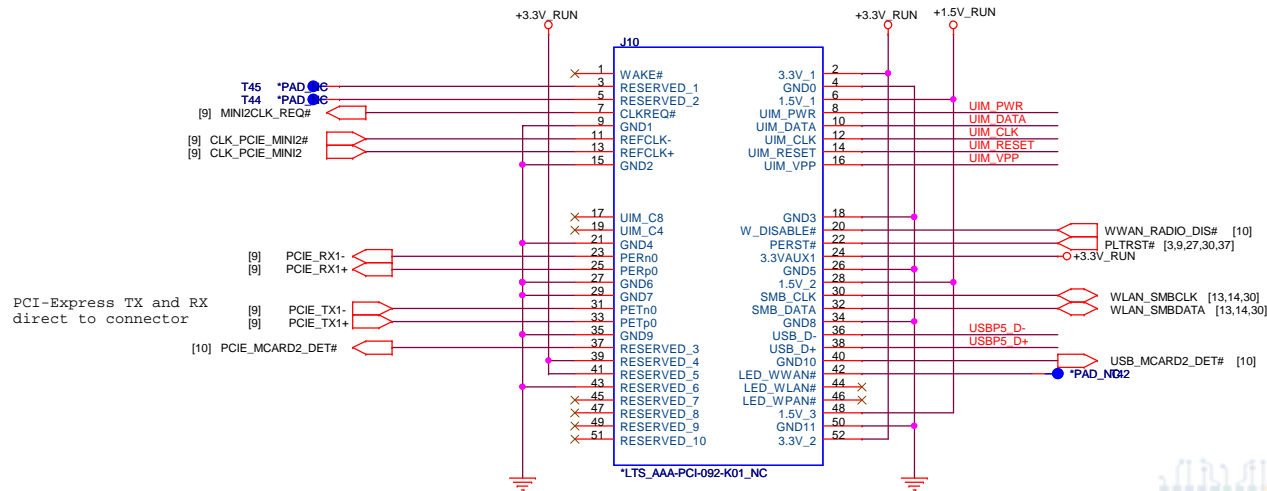 +3.3V_RUN +3.3V_RUN +1.5V_RUN
J10
1 WAKE# 3.3V_1 2
T45 *PAD_NC 3 RESERVED_1 GND0 4
T44 *PAD_NC 5 RESERVED_2 1.5V_1 6
[9] MINI2CLK_REQ# 7 CLKREQ# UIM_PWR 8 UIM_PWR
9 GND1 UIM_DATA 10 UIM_DATA
[9] CLK_PCIE_MINI2# 11 REFCLK- UIM_CLK 12 UIM_CLK
[9] CLK_PCIE_MINI2 13 REFCLK+ UIM_RESET 14 UIM_RESET
15 GND2 UIM_VPP 16 UIM_VPP
17 UIM_C8 GND3 18
19 UIM_C4 W_DISABLE# 20 WWAN_RADIO_DIS# [10]
21 GND4 PERST# 22 PLTRST# [3,9,27,30,37]
[9] PCIE_RX1- 23 PERn0 3.3VAUX1 24 +3.3V_RUN
[9] PCIE_RX1+ 25 PERp0 GND5 26
27 GND6 1.5V_2 28
PCI-Express TX and RX
direct to connector
29 GND7 SMB_CLK 30 WLAN_SMBCLK [13,14,30]
[9] PCIE_TX1- 31 PETn0 SMB_DATA 32 WLAN_SMBDATA [13,14,30]
[9] PCIE_TX1+ 33 PETp0 GND8 34
35 GND9 USB_D- 36 USBP5_D-
[10] PCIE_MCARD2_DET# 37 RESERVED_3 USB_D+ 38 USBP5_D+
39 RESERVED_4 GND10 40 USB_MCARD2_DET# [10]
41 RESERVED_5 LED_WWAN# 42 *PAD_NC T42
43 RESERVED_6 LED_WLAN# 44
45 RESERVED_7 LED_WPAN# 46
47 RESERVED_8 1.5V_3 48
49 RESERVED_9 GND11 50
51 RESERVED_10 3.3V_2 52
*LTS_AAA-PCI-092-K01_NC